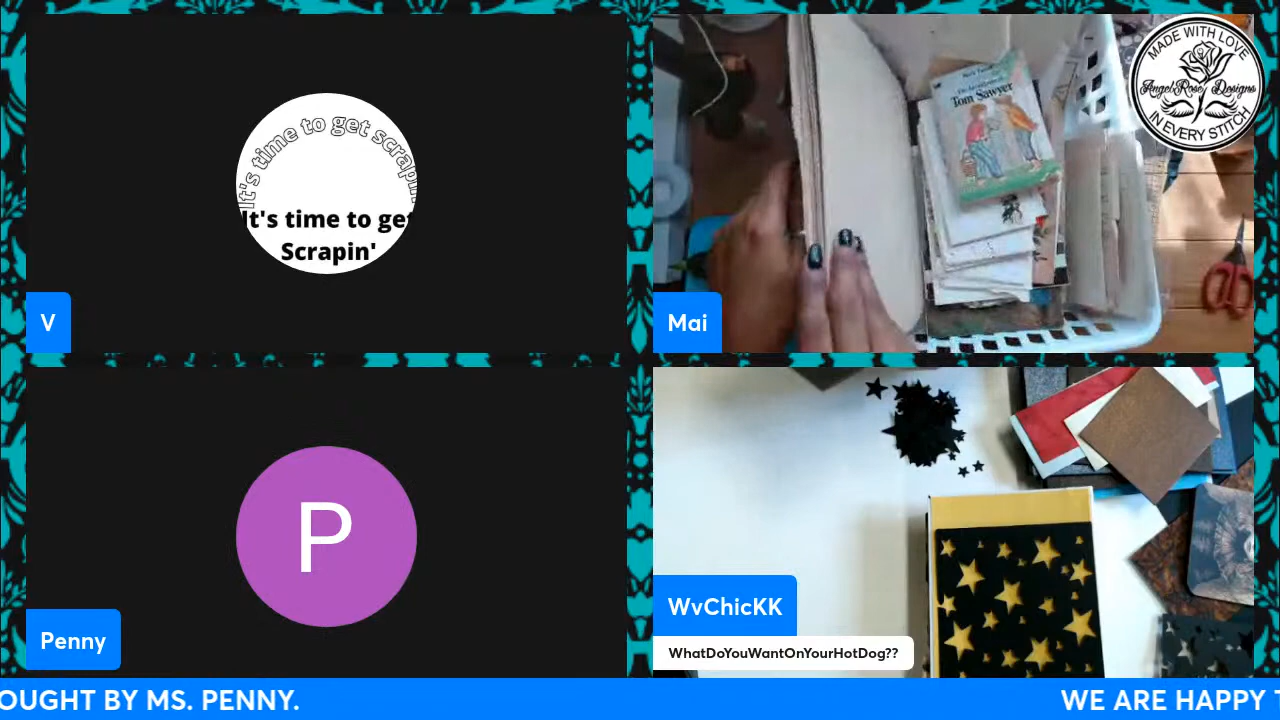 It's time to get scrapin'
It's time to get
Scrapin'
V
Tom Sawyer
MADE WITH LOVE
AngelRose Designs
IN EVERY STITCH
Mai
P
Penny
WvChicKK
WhatDoYouWantOnYourHotDog??
OUGHT BY MS. PENNY.
WE ARE HAPPY